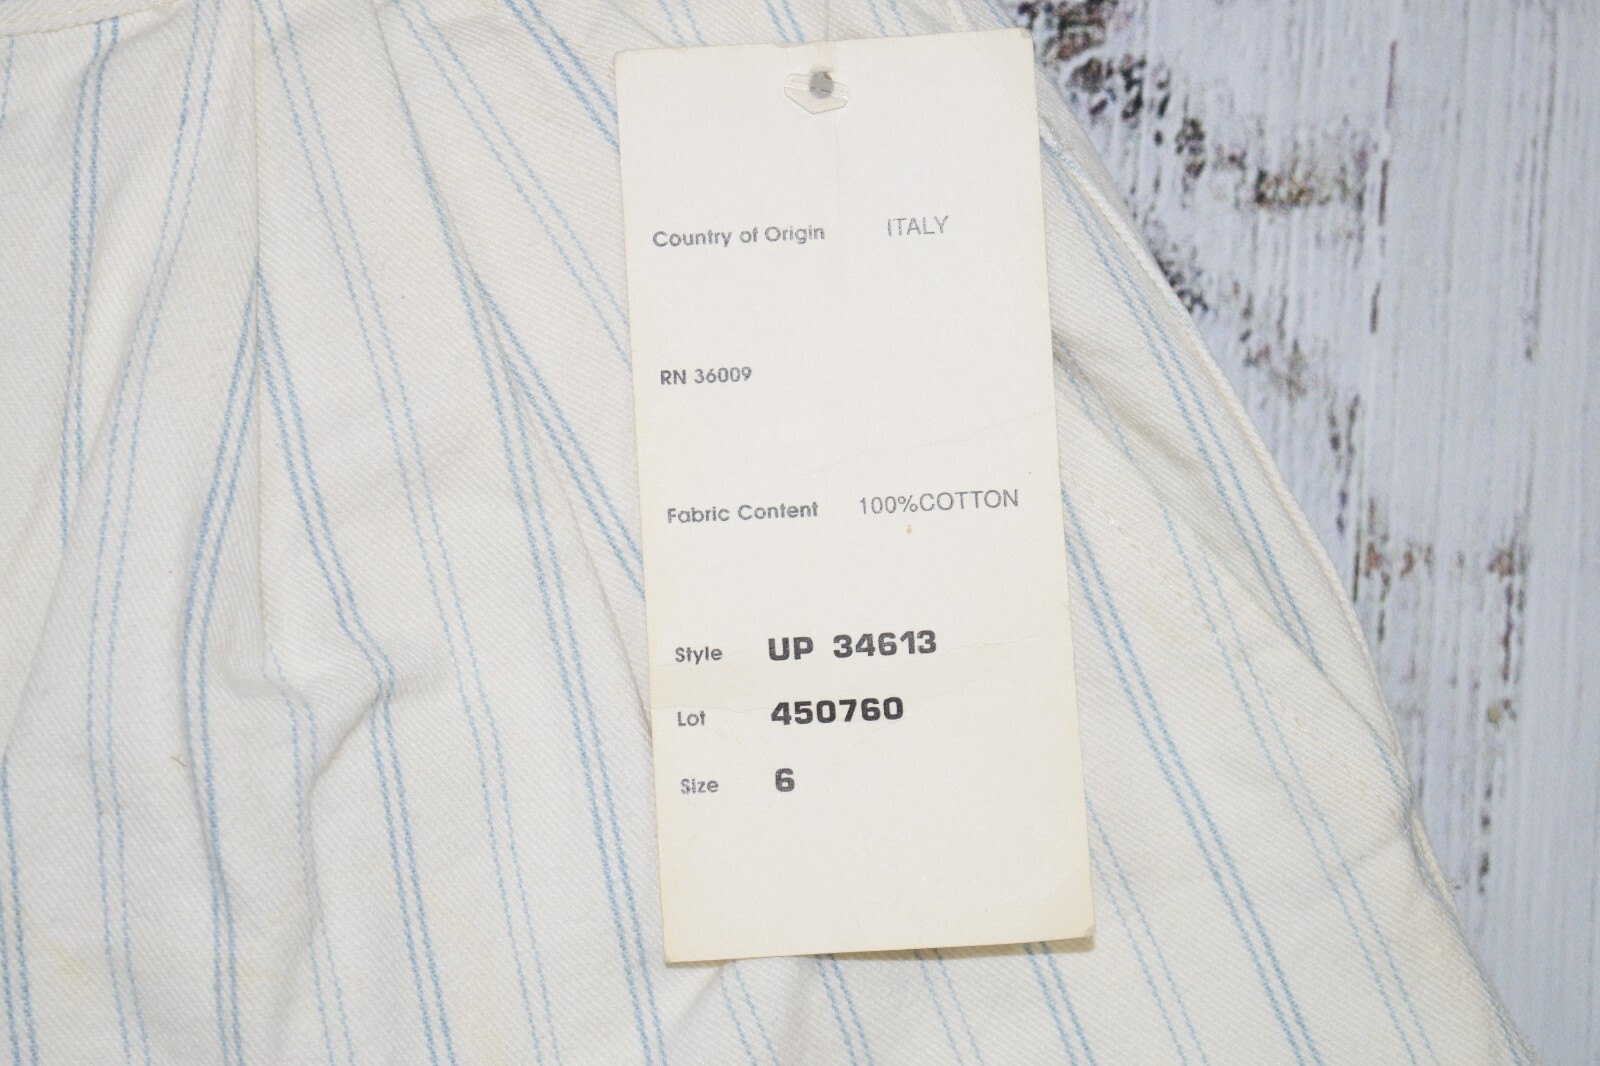 Country of Origin ITALY
RN 36009
Fabric Content 100%COTTON
Style UP 34613
Lot 450760
Size 6